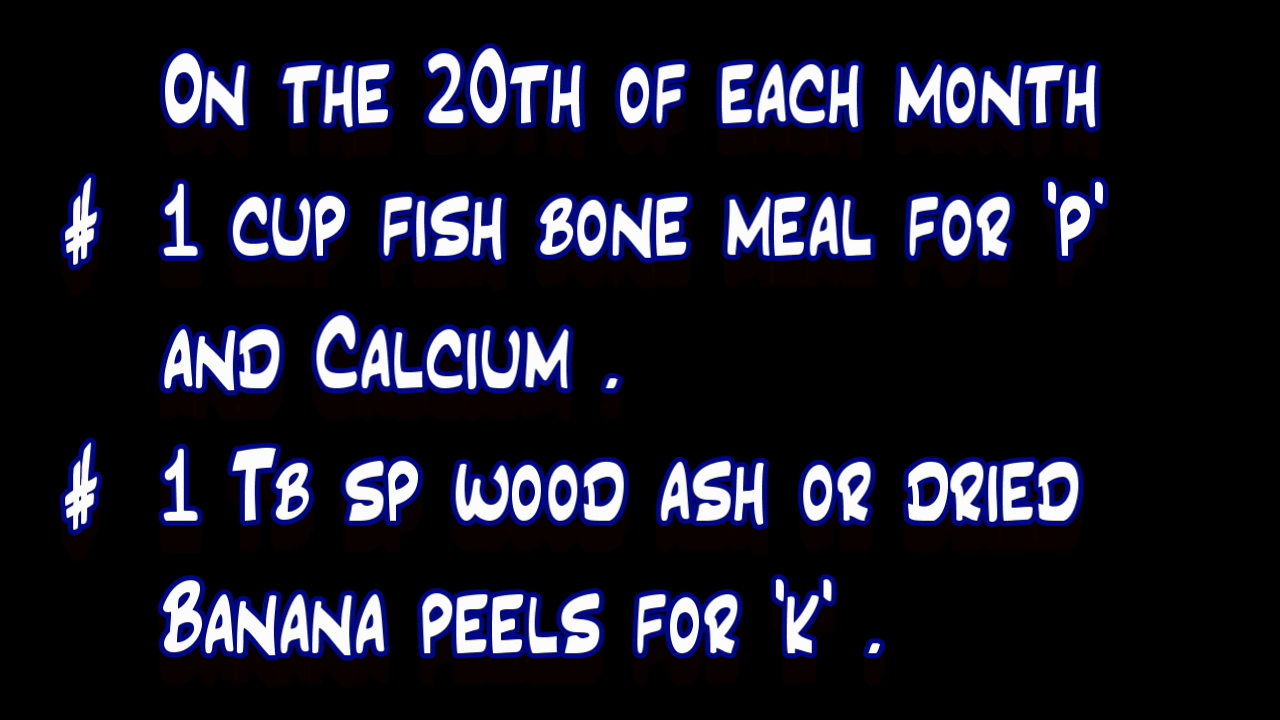 On the 20th of each month
# 1 cup fish bone meal for 'P'
and Calcium .
# 1 Tb sp wood ash or dried
Banana peels for 'K' .